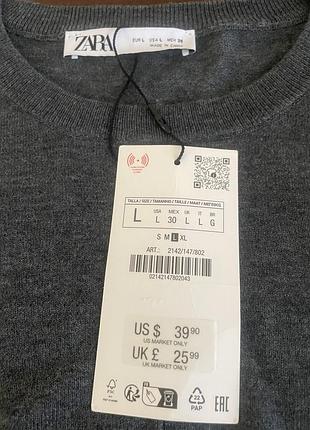 ZARA
EUR L USA L MEX 30
MADE IN CHINA
TALLA / SIZE / TAMANHO / TAILLE / MAAT / ΜΕΓΕΘΟΣ
L
USA MEX UK IT BR
L 30 L L G
S M L XL
ART.: 2142/147/802
02142147802043
US $ 39.90
US MARKET ONLY
UK £ 25.99
UK MARKET ONLY
FSC
22
PAP
EAC